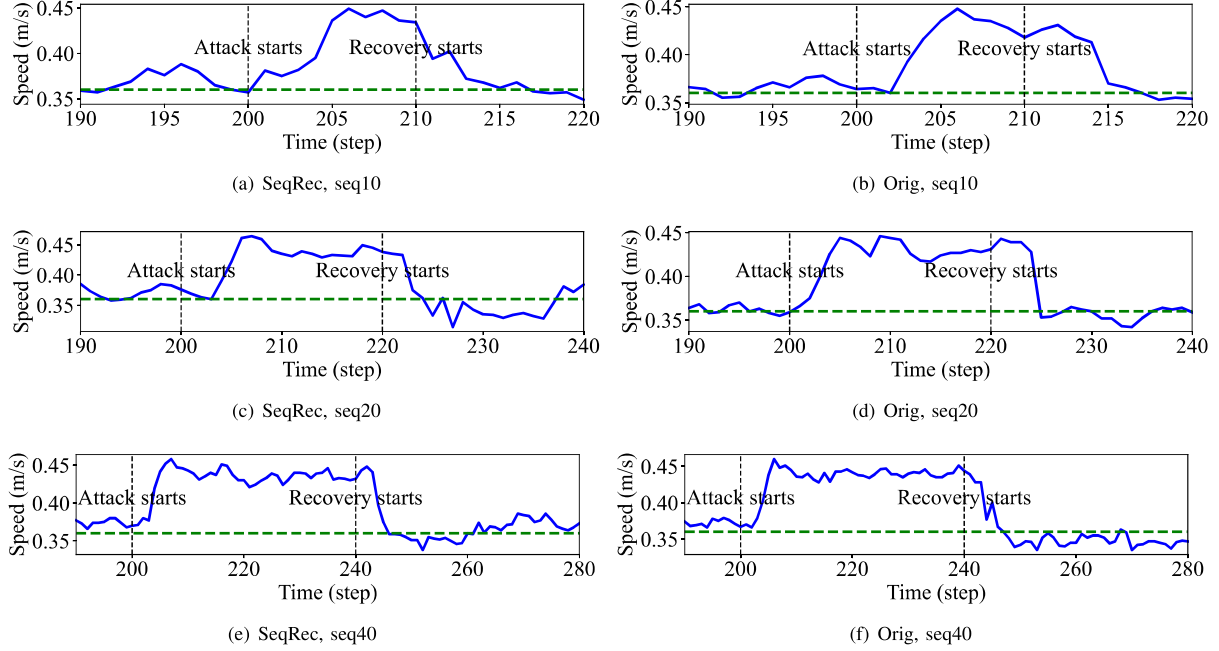 Speed (m/s)
0.45
0.40
0.35
Attack starts
Recovery starts
190
195
200
205
210
215
220
Time (step)
(a) SeqRec, seq10
Speed (m/s)
0.45
0.40
0.35
Attack starts
Recovery starts
190
195
200
205
210
215
220
Time (step)
(b) Orig, seq10
Speed (m/s)
0.45
0.40
0.35
Attack starts
Recovery starts
190
200
210
220
230
240
Time (step)
(c) SeqRec, seq20
Speed (m/s)
0.45
0.40
0.35
Attack starts
Recovery starts
190
200
210
220
230
240
Time (step)
(d) Orig, seq20
Speed (m/s)
0.45
0.40
0.35
Attack starts
Recovery starts
200
220
240
260
280
Time (step)
(e) SeqRec, seq40
Speed (m/s)
0.45
0.40
0.35
Attack starts
Recovery starts
200
220
240
260
280
Time (step)
(f) Orig, seq40